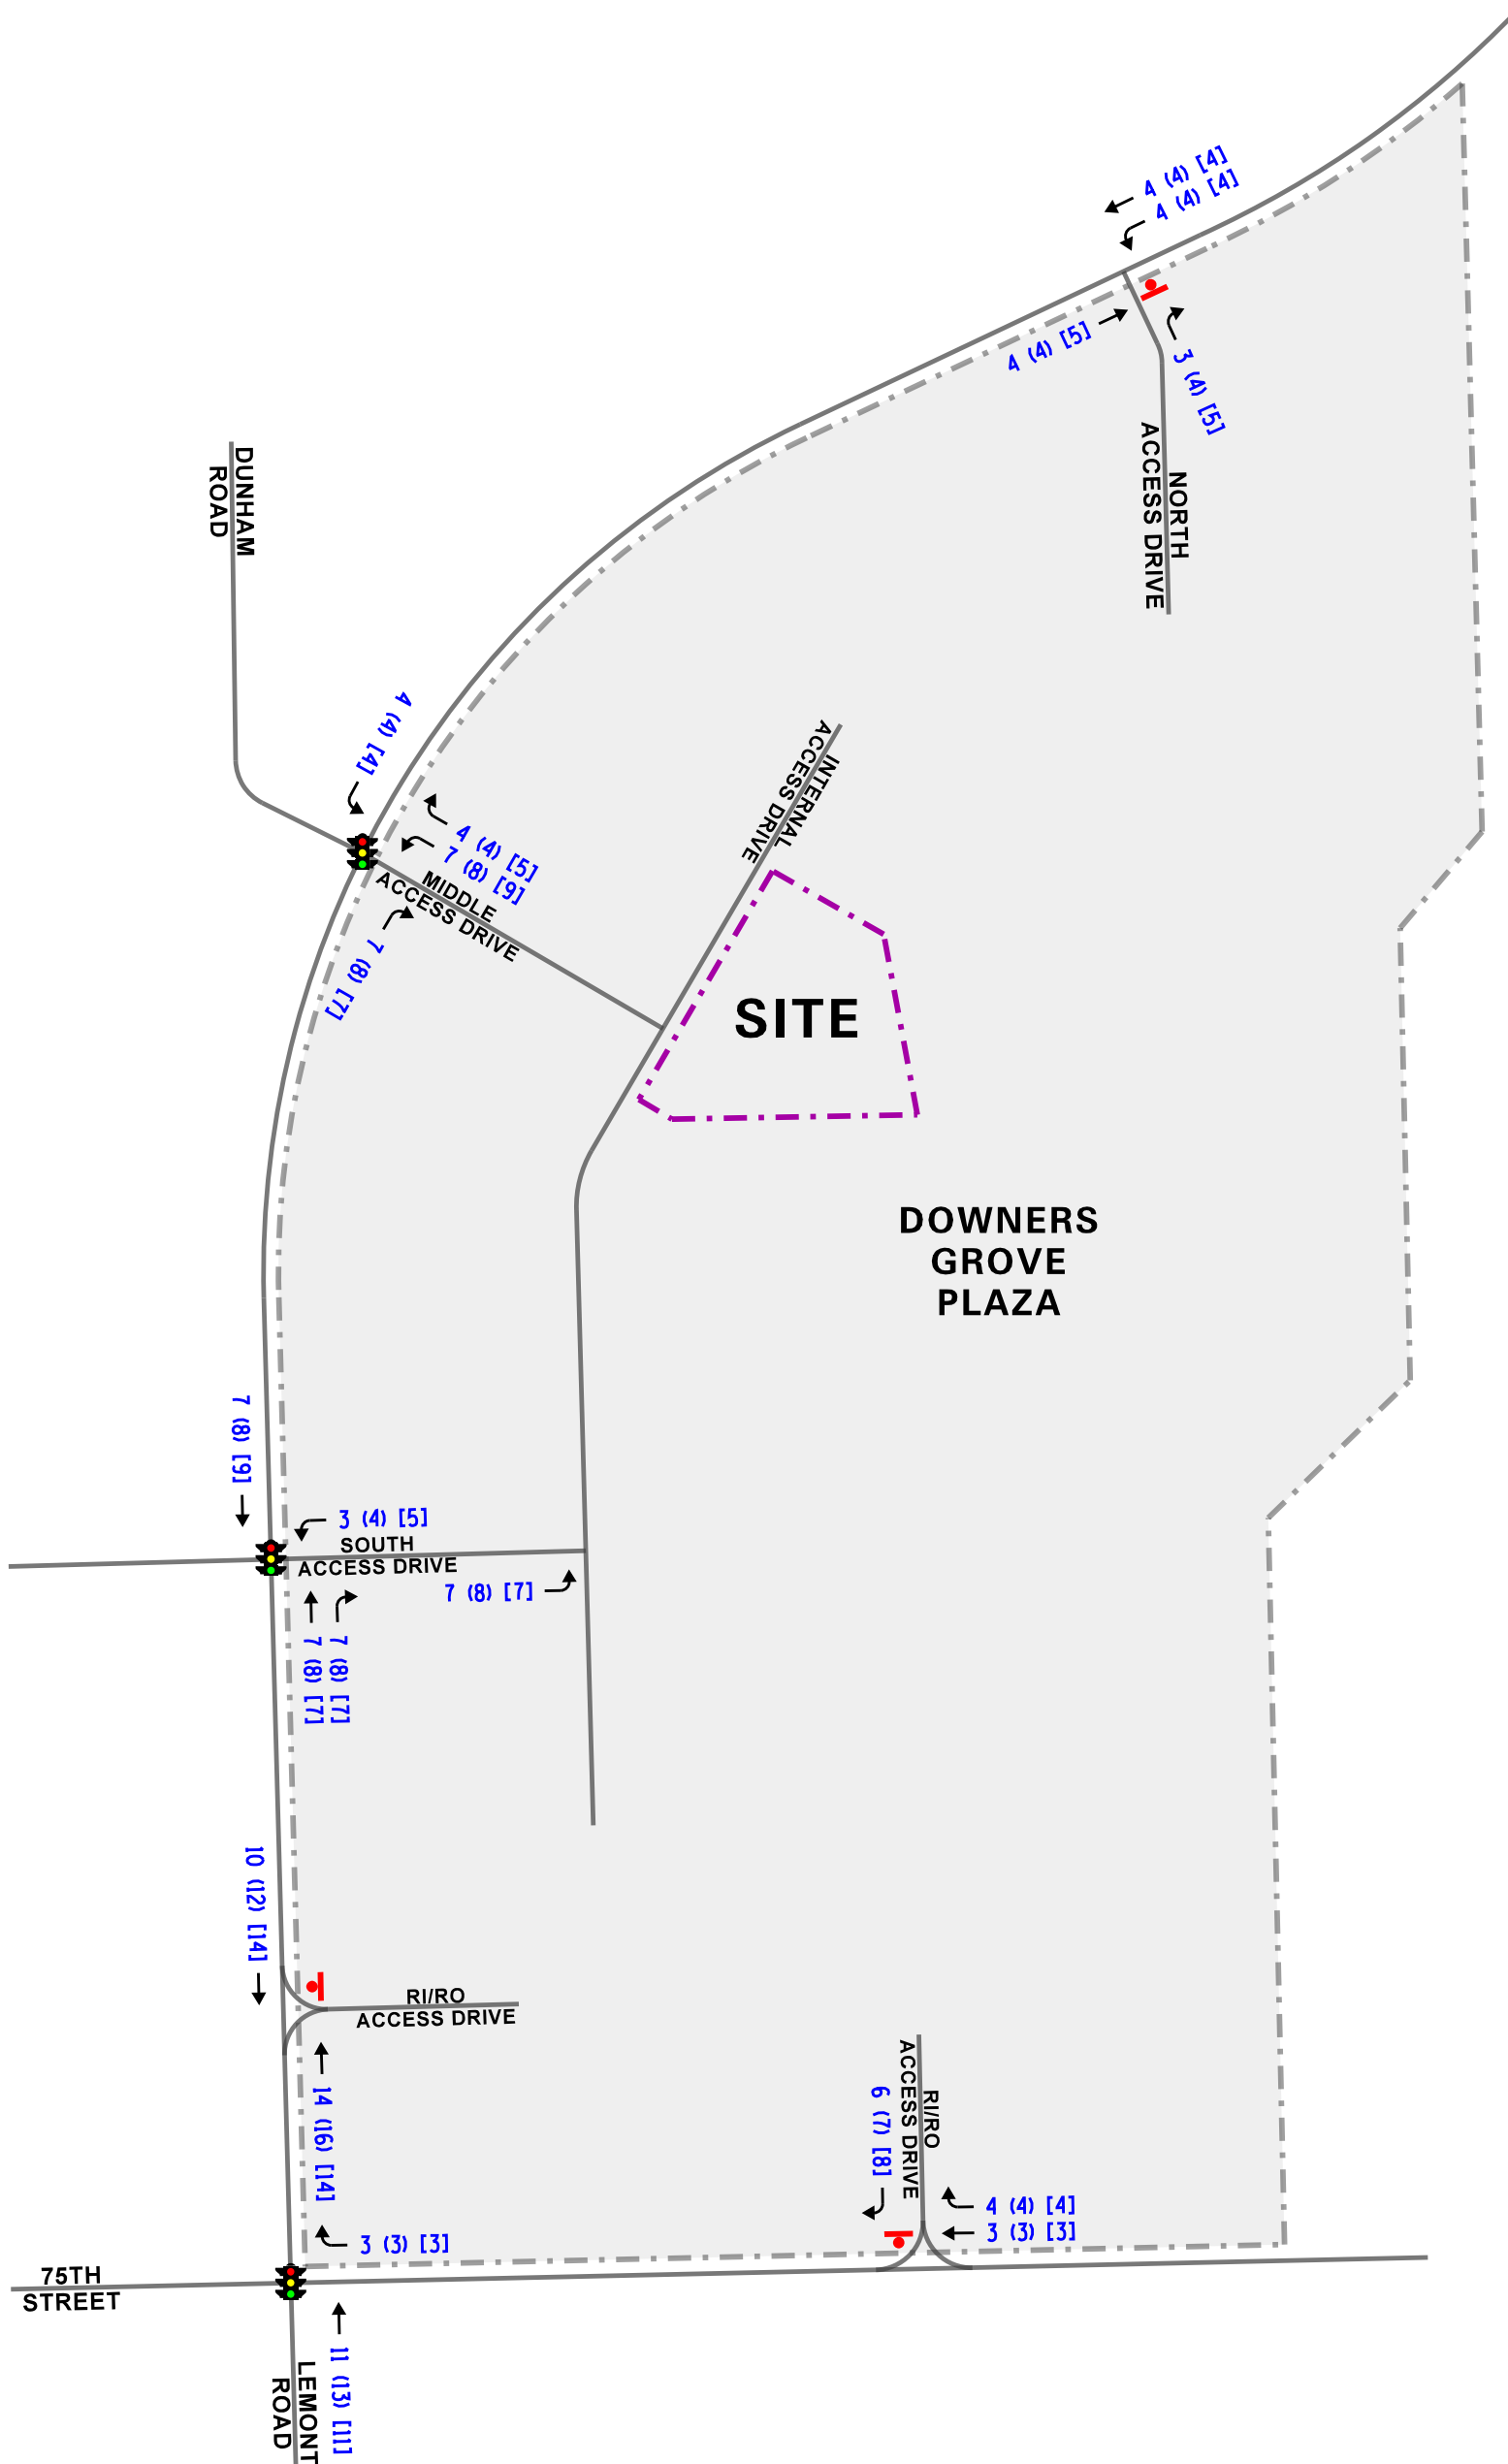 4 (4) [4]
4 (4) [4]
4 (4) [5]
3 (4) [5]
NORTH
ACCESS DRIVE
DUNHAM
ROAD
4 (4) [4]
INTERNAL
ACCESS DRIVE
4 (4) [5]
7 (8) [9]
MIDDLE
ACCESS DRIVE
7 (8) [7]
SITE
DOWNERS
GROVE
PLAZA
7 (8) [9]
3 (4) [5]
SOUTH
ACCESS DRIVE
7 (8) [7]
7 (8) [7]
7 (8) [7]
10 (12) [14]
RI/RO
ACCESS DRIVE
14 (16) [14]
RI/RO
ACCESS DRIVE
6 (7) [8]
4 (4) [4]
3 (3) [3]
3 (3) [3]
75TH
STREET
LEMONT
ROAD
11 (13) [11]